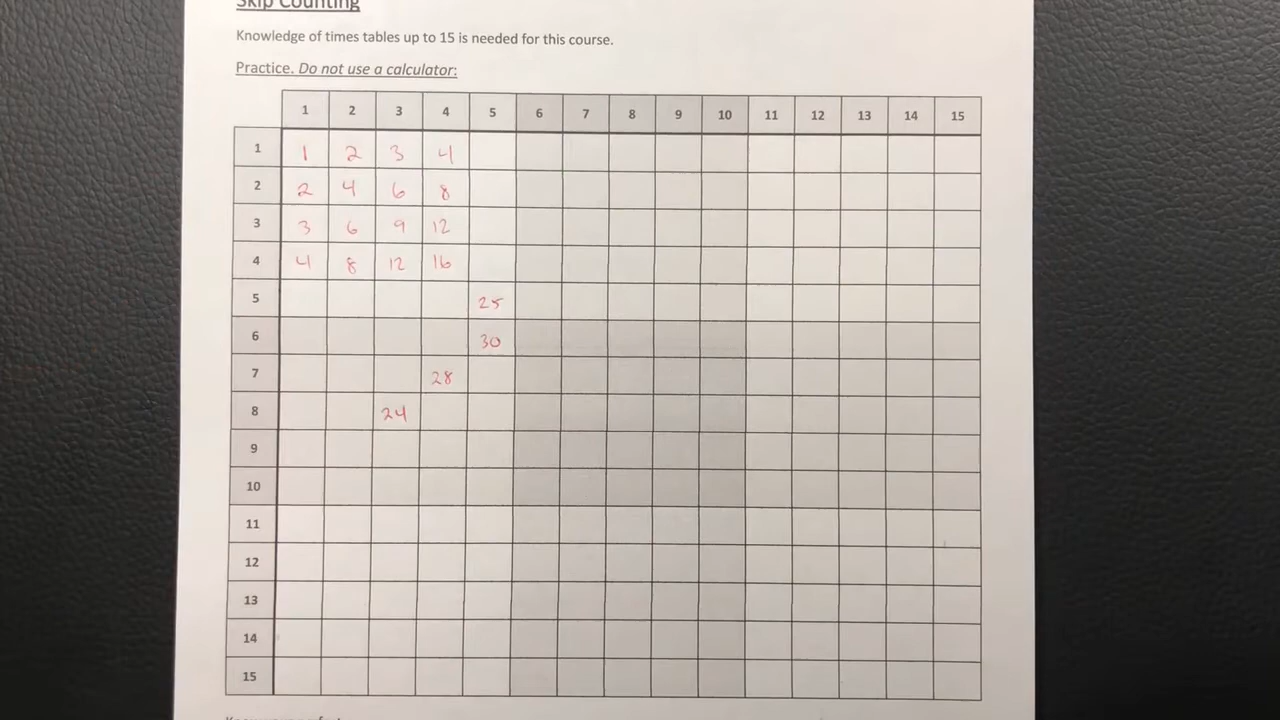 Skip Counting
Knowledge of times tables up to 15 is needed for this course.
Practice. Do not use a calculator:
1 2 3 4 5 6 7 8 9 10 11 12 13 14 15
1 1 2 3 4
2 2 4 6 8
3 3 6 9 12
4 4 8 12 16
5 25
6 30
7 28
8 24
9
10
11
12
13
14
15